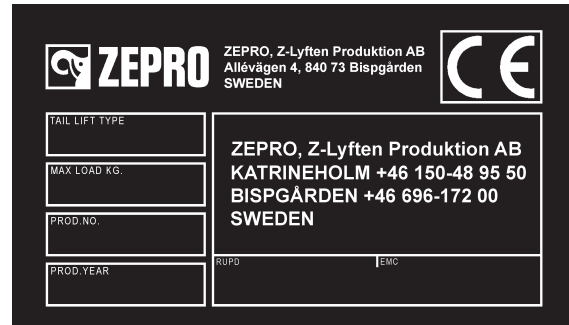 ZEPRO
ZEPRO, Z-Lyften Produktion AB
Allévägen 4, 840 73 Bispgården
SWEDEN
CE
TAIL LIFT TYPE
MAX LOAD KG.
PROD.NO.
PROD.YEAR
ZEPRO, Z-Lyften Produktion AB
KATRINEHOLM +46 150-48 95 50
BISPGÅRDEN +46 696-172 00
SWEDEN
RUPD
EMC